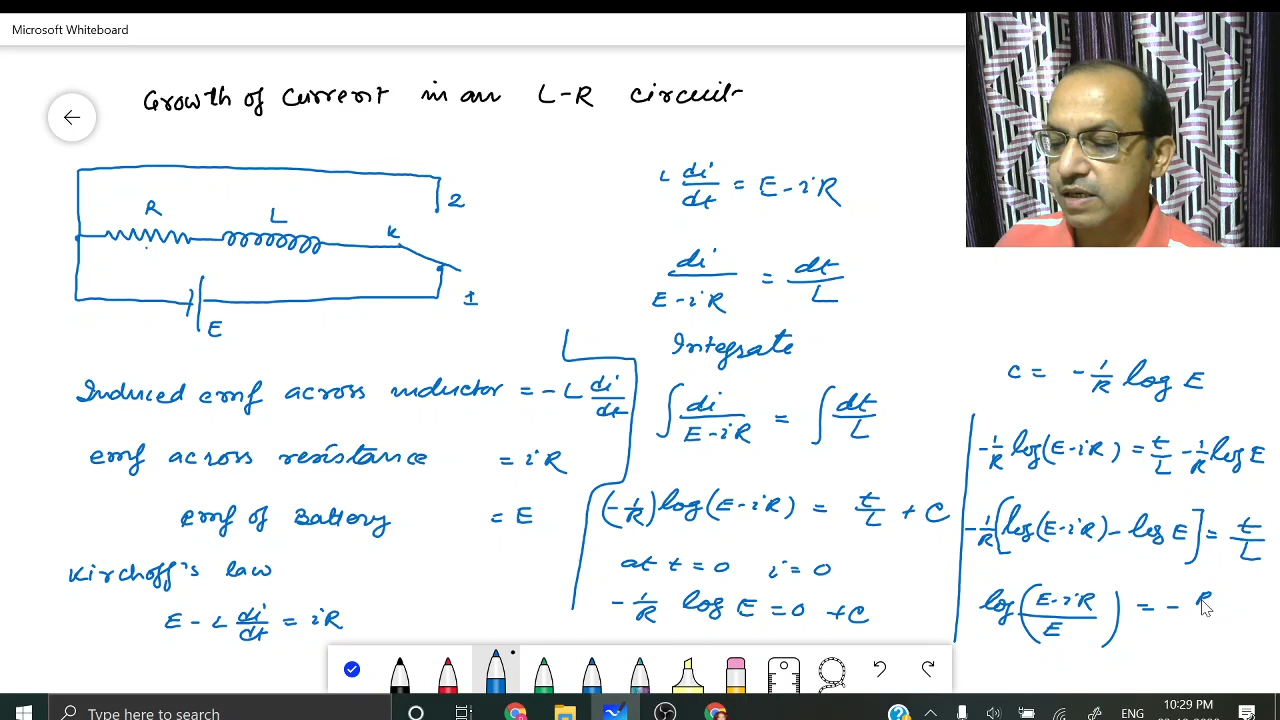 Microsoft Whiteboard
Growth of Current in an L-R circuit
2
R
L
K
1
E
Induced emf across inductor = - L di/dt
emf across resistance = iR
emf of Battery = E
Kirchoff's law
E - L di/dt = iR
L di/dt = E - iR
di/(E - iR) = dt/L
Integrate
∫ di/(E - iR) = ∫ dt/L
(-1/R) log(E - iR) = t/L + C
at t = 0 i = 0
- 1/R log E = 0 + C
C = - 1/R log E
- 1/R log(E - iR) = t/L - 1/R log E
- 1/R [log(E - iR) - log E] = t/L
log((E - iR)/E) = - R
Type here to search
ENG
10:29 PM